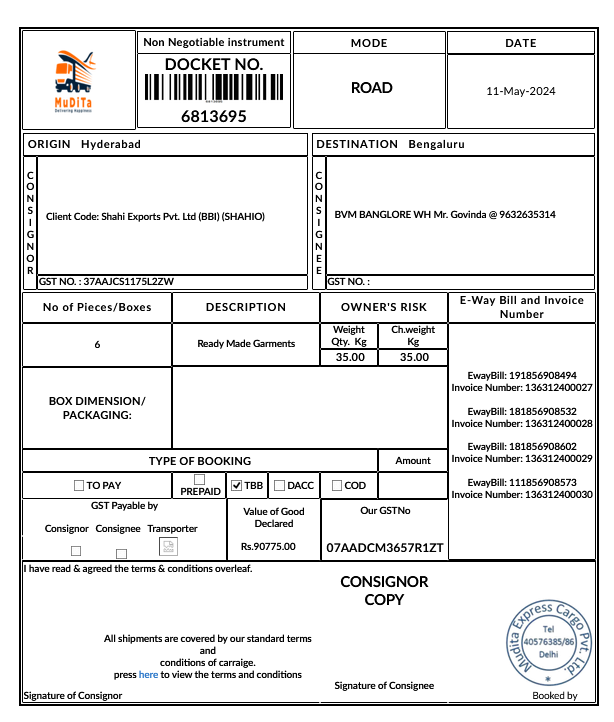 MuDiTa
Delivering Happiness
Non Negotiable instrument
DOCKET NO.
6813695
MODE
ROAD
DATE
11-May-2024
ORIGIN Hyderabad
DESTINATION Bengaluru
CONSIGNOR
Client Code: Shahi Exports Pvt. Ltd (BBI) (SHAHIO)
GST NO. : 37AAJCS1175L2ZW
CONSIGNEE
BVM BANGLORE WH Mr. Govinda @ 9632635314
GST NO. :
No of Pieces/Boxes
DESCRIPTION
OWNER'S RISK
E-Way Bill and Invoice
Number
6
Ready Made Garments
Weight
Qty. Kg
Ch.weight
Kg
35.00
35.00
EwayBill: 191856908494
Invoice Number: 136312400027
EwayBill: 181856908532
Invoice Number: 136312400028
EwayBill: 181856908602
Invoice Number: 136312400029
EwayBill: 111856908573
Invoice Number: 136312400030
BOX DIMENSION/
PACKAGING:
TYPE OF BOOKING
Amount
TO PAY
PREPAID
TBB
DACC
COD
GST Payable by
Consignor Consignee Transporter
Value of Good
Declared
Rs.90775.00
Our GSTNo
07AADCM3657R1ZT
I have read & agreed the terms & conditions overleaf.
CONSIGNOR
COPY
All shipments are covered by our standard terms
and
conditions of carraige.
press here to view the terms and conditions
Signature of Consignor
Signature of Consignee
Mudita Express Cargo Pvt. Ltd.
Tel
40576385/86
Delhi
Booked by